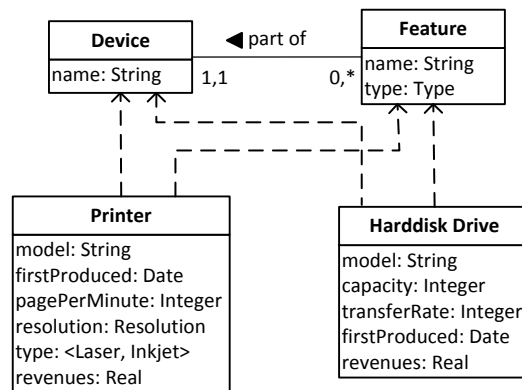 Device
name: String
◀ part of
1,1
0,*
Feature
name: String
type: Type
Printer
model: String
firstProduced: Date
pagePerMinute: Integer
resolution: Resolution
type: <Laser, Inkjet>
revenues: Real
Harddisk Drive
model: String
capacity: Integer
transferRate: Integer
firstProduced: Date
revenues: Real